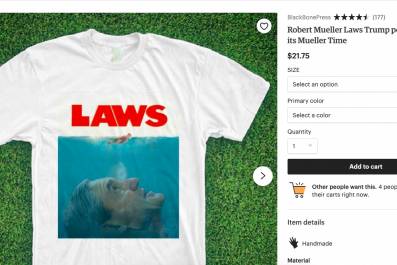 LAWS
BlackBonePress ★★★★½ (177)
Robert Mueller Laws Trump
its Mueller Time
$21.75
SIZE
Select an option
Primary color
Select a color
Quantity
1
Add to cart
Other people want this. 4
their carts right now.
Item details
Handmade
Material